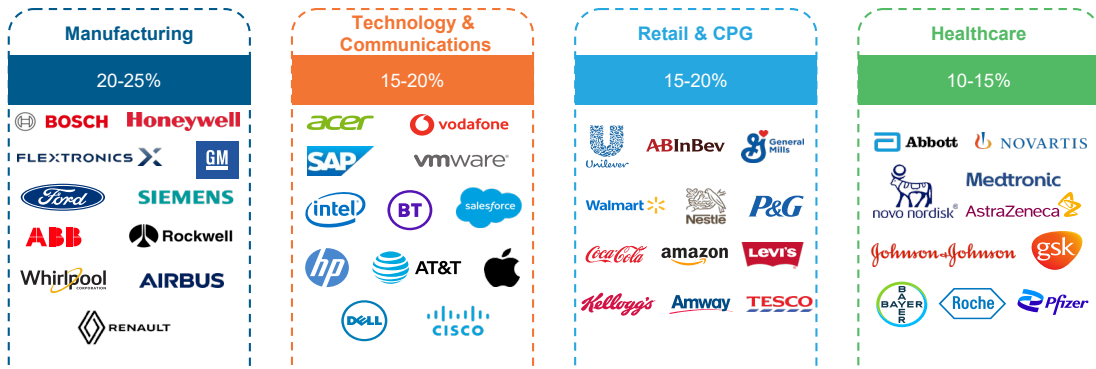 Manufacturing
20-25%
BOSCH Honeywell
FLEXTRONICS GM
Ford SIEMENS
ABB Rockwell
Whirlpool AIRBUS
CORPORATION
RENAULT
Technology &
Communications
15-20%
acer vodafone
SAP vmware®
intel BT salesforce
hp AT&T
DELL CISCO
Retail & CPG
15-20%
Unilever ABInBev General
Mills
Walmart Nestlē P&G
Coca-Cola amazon LEVI'S
Kellogg's Amway TESCO
Healthcare
10-15%
Abbott NOVARTIS
novo nordisk® Medtronic
AstraZeneca
Johnson & Johnson gsk
BAYER
BAYER Roche Pfizer